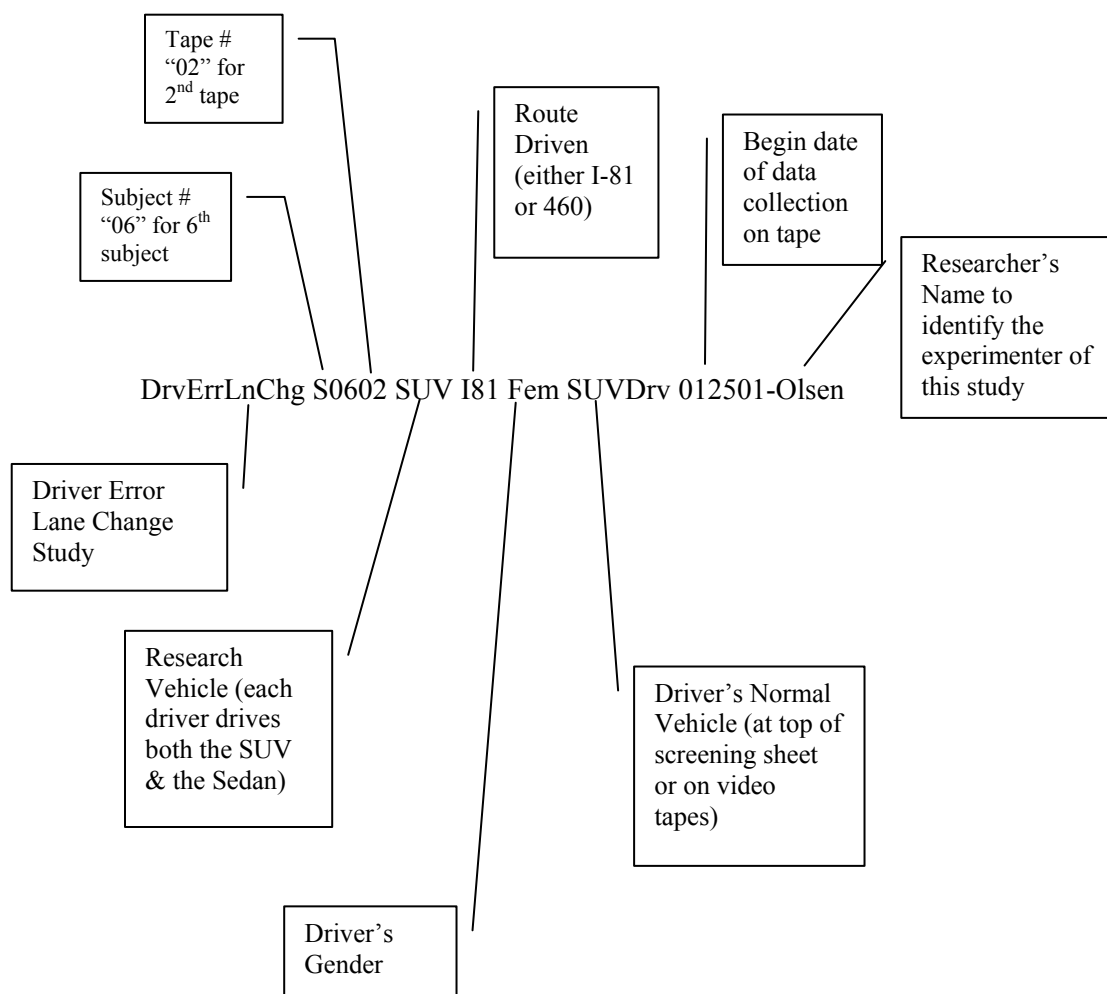 Tape #
“02” for
2nd tape
Route
Driven
(either I-81
or 460)
Begin date
of data
collection
on tape
Subject #
“06” for 6th
subject
Researcher’s
Name to
identify the
experimenter of
this study
DrvErrLnChg S0602 SUV I81 Fem SUVDrv 012501-Olsen
Driver Error
Lane Change
Study
Research
Vehicle (each
driver drives
both the SUV
& the Sedan)
Driver’s Normal
Vehicle (at top of
screening sheet
or on video
tapes)
Driver’s
Gender